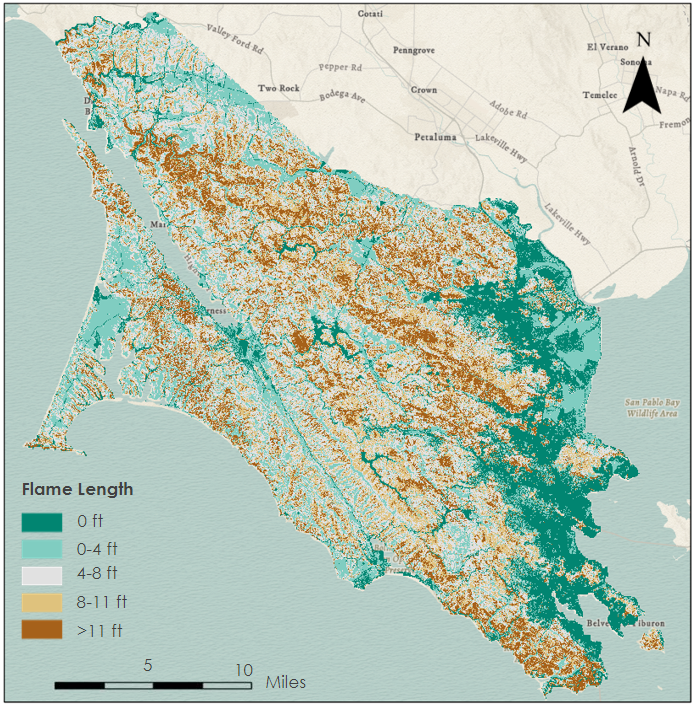 Cotati
Valley Ford Rd
Penngrove
El Verano
N
Sonoma
Pepper Rd
Two Rock
Crown
Temelec
Napa Rd
Bodega Ave
Adobe Rd
Fremon
Petaluma
Lakeville Hwy
Arnold Dr
Lakeville Hwy
San Pablo Bay
Wildlife Area
Flame Length
0 ft
0-4 ft
4-8 ft
8-11 ft
>11 ft
5
10
Miles